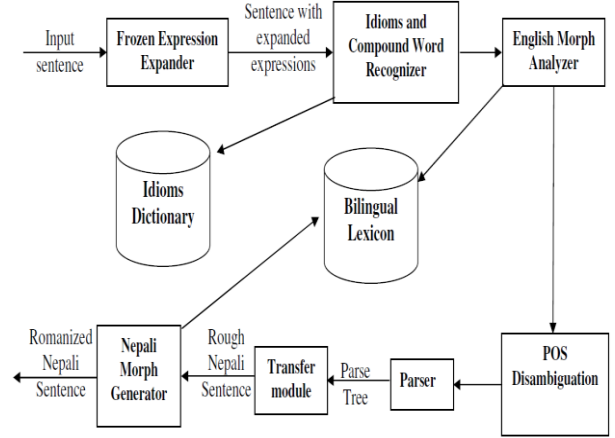 Input
sentence
Frozen Expression
Expander
Sentence with
expanded
expressions
Idioms and
Compound Word
Recognizer
English Morph
Analyzer
Idioms
Dictionary
Bilingual
Lexicon
Romanized
Nepali
Sentence
Nepali
Morph
Generator
Rough
Nepali
Sentence
Transfer
module
Parse
Tree
Parser
POS
Disambiguation